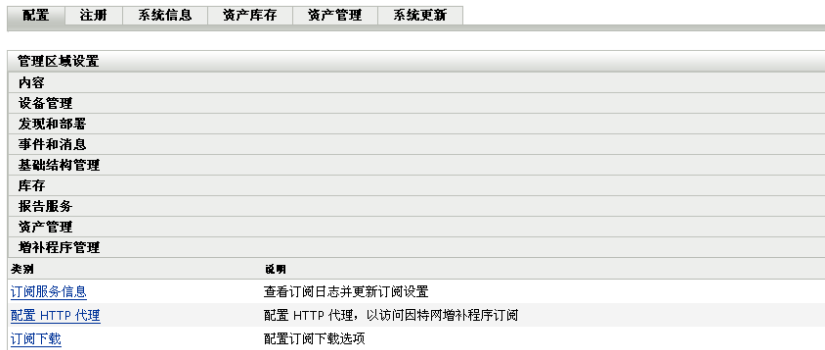 配置 注册 系统信息 资产库存 资产管理 系统更新
管理区域设置
内容
设备管理
发现和部署
事件和消息
基础结构管理
库存
报告服务
资产管理
增补程序管理
类别 说明
订阅服务信息 查看订阅日志并更新订阅设置
配置 HTTP 代理 配置 HTTP 代理，以访问因特网增补程序订阅
订阅下载 配置订阅下载选项